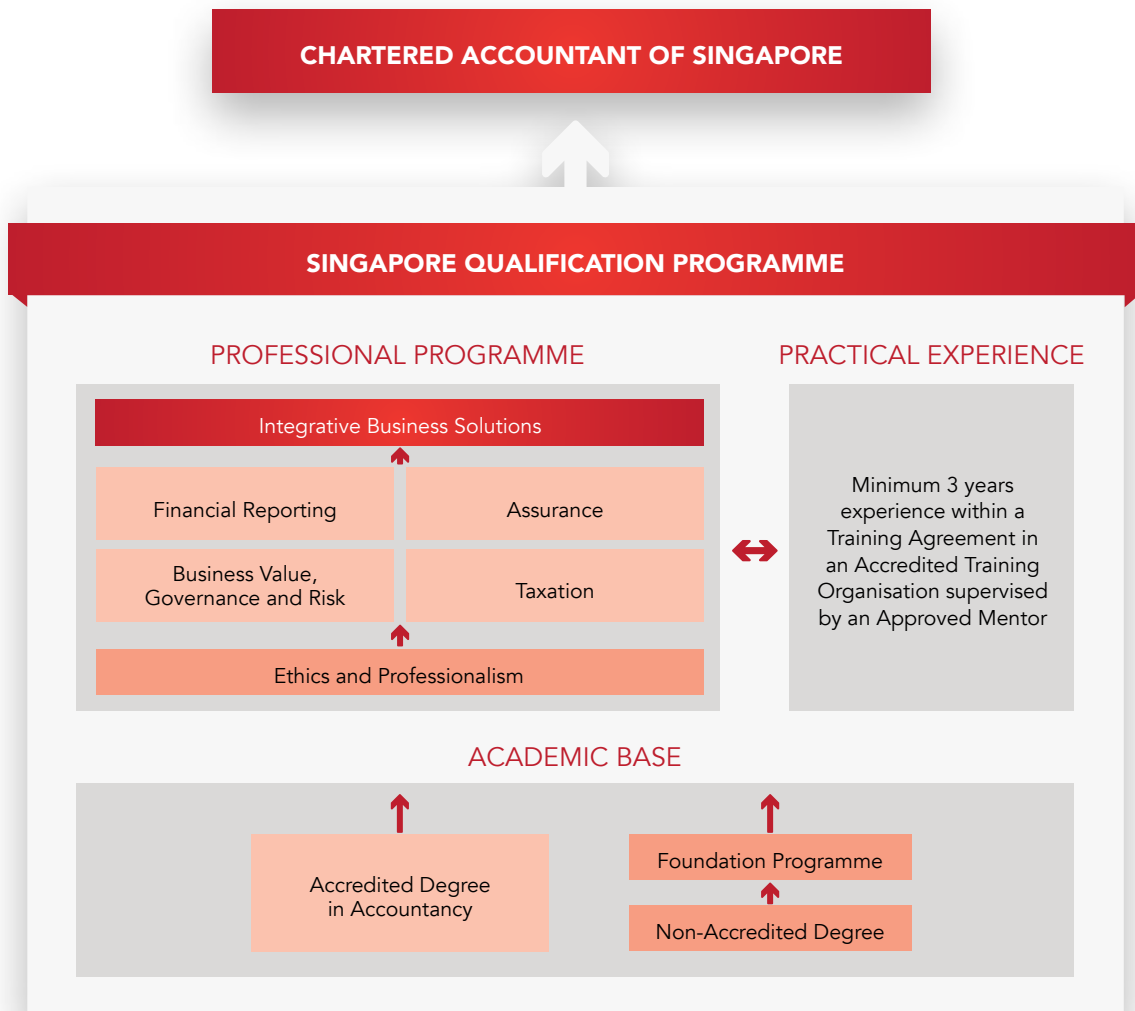 CHARTERED ACCOUNTANT OF SINGAPORE
SINGAPORE QUALIFICATION PROGRAMME
PROFESSIONAL PROGRAMME
Integrative Business Solutions
Financial Reporting
Assurance
Business Value,
Governance and Risk
Taxation
Ethics and Professionalism
PRACTICAL EXPERIENCE
Minimum 3 years
experience within a
Training Agreement in
an Accredited Training
Organisation supervised
by an Approved Mentor
ACADEMIC BASE
Accredited Degree
in Accountancy
Foundation Programme
Non-Accredited Degree